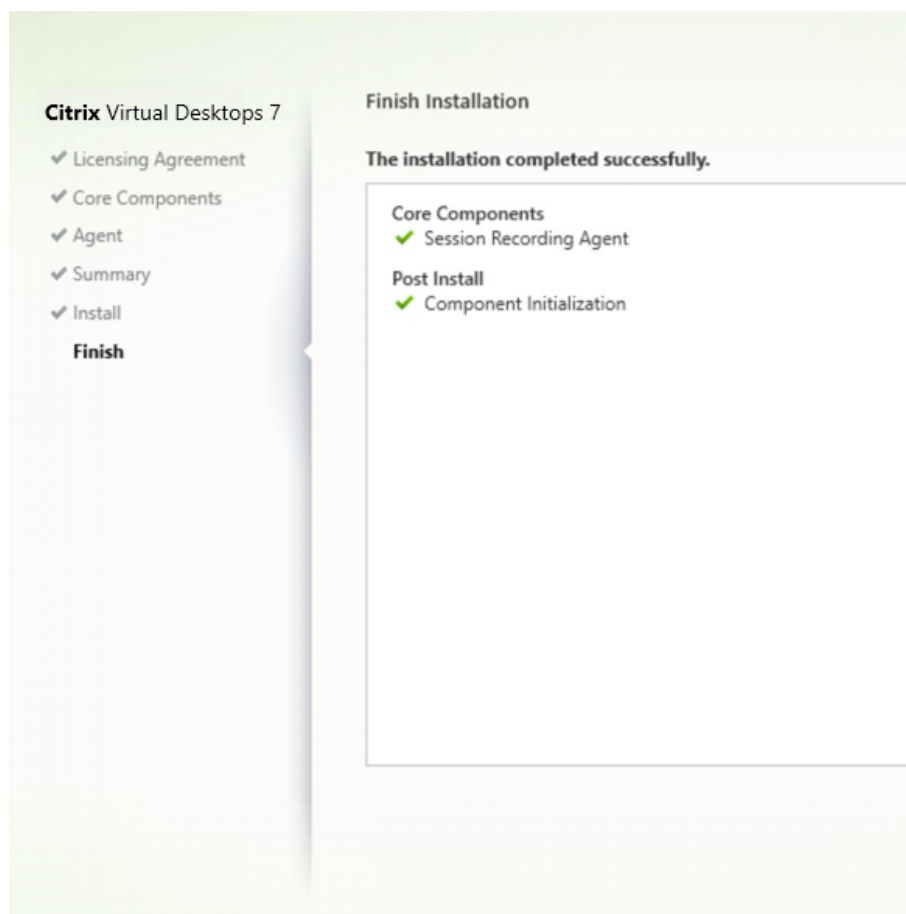 Citrix Virtual Desktops 7
Licensing Agreement
Core Components
Agent
Summary
Install
Finish
Finish Installation
The installation completed successfully.
Core Components
Session Recording Agent
Post Install
Component Initialization